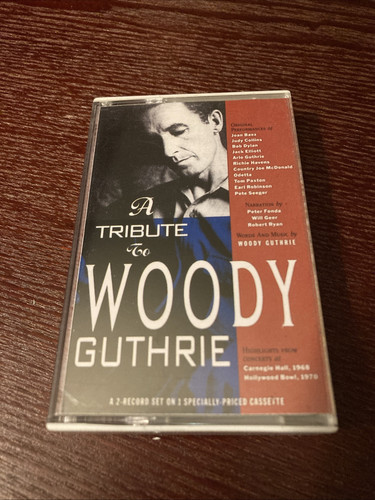 A
TRIBUTE
To
WOODY
GUTHRIE
Original
Performances by
Joan Baez
Judy Collins
Bob Dylan
Jack Elliott
Arlo Guthrie
Richie Havens
Country Joe McDonald
Odetta
Tom Paxton
Earl Robinson
Pete Seeger
Narration by
Peter Fonda
Will Geer
Robert Ryan
Words And Music by
WOODY GUTHRIE
Highlights from
concerts at
Carnegie Hall, 1968
Hollywood Bowl, 1970
A 2-RECORD SET ON 1 SPECIALLY-PRICED CASSETTE